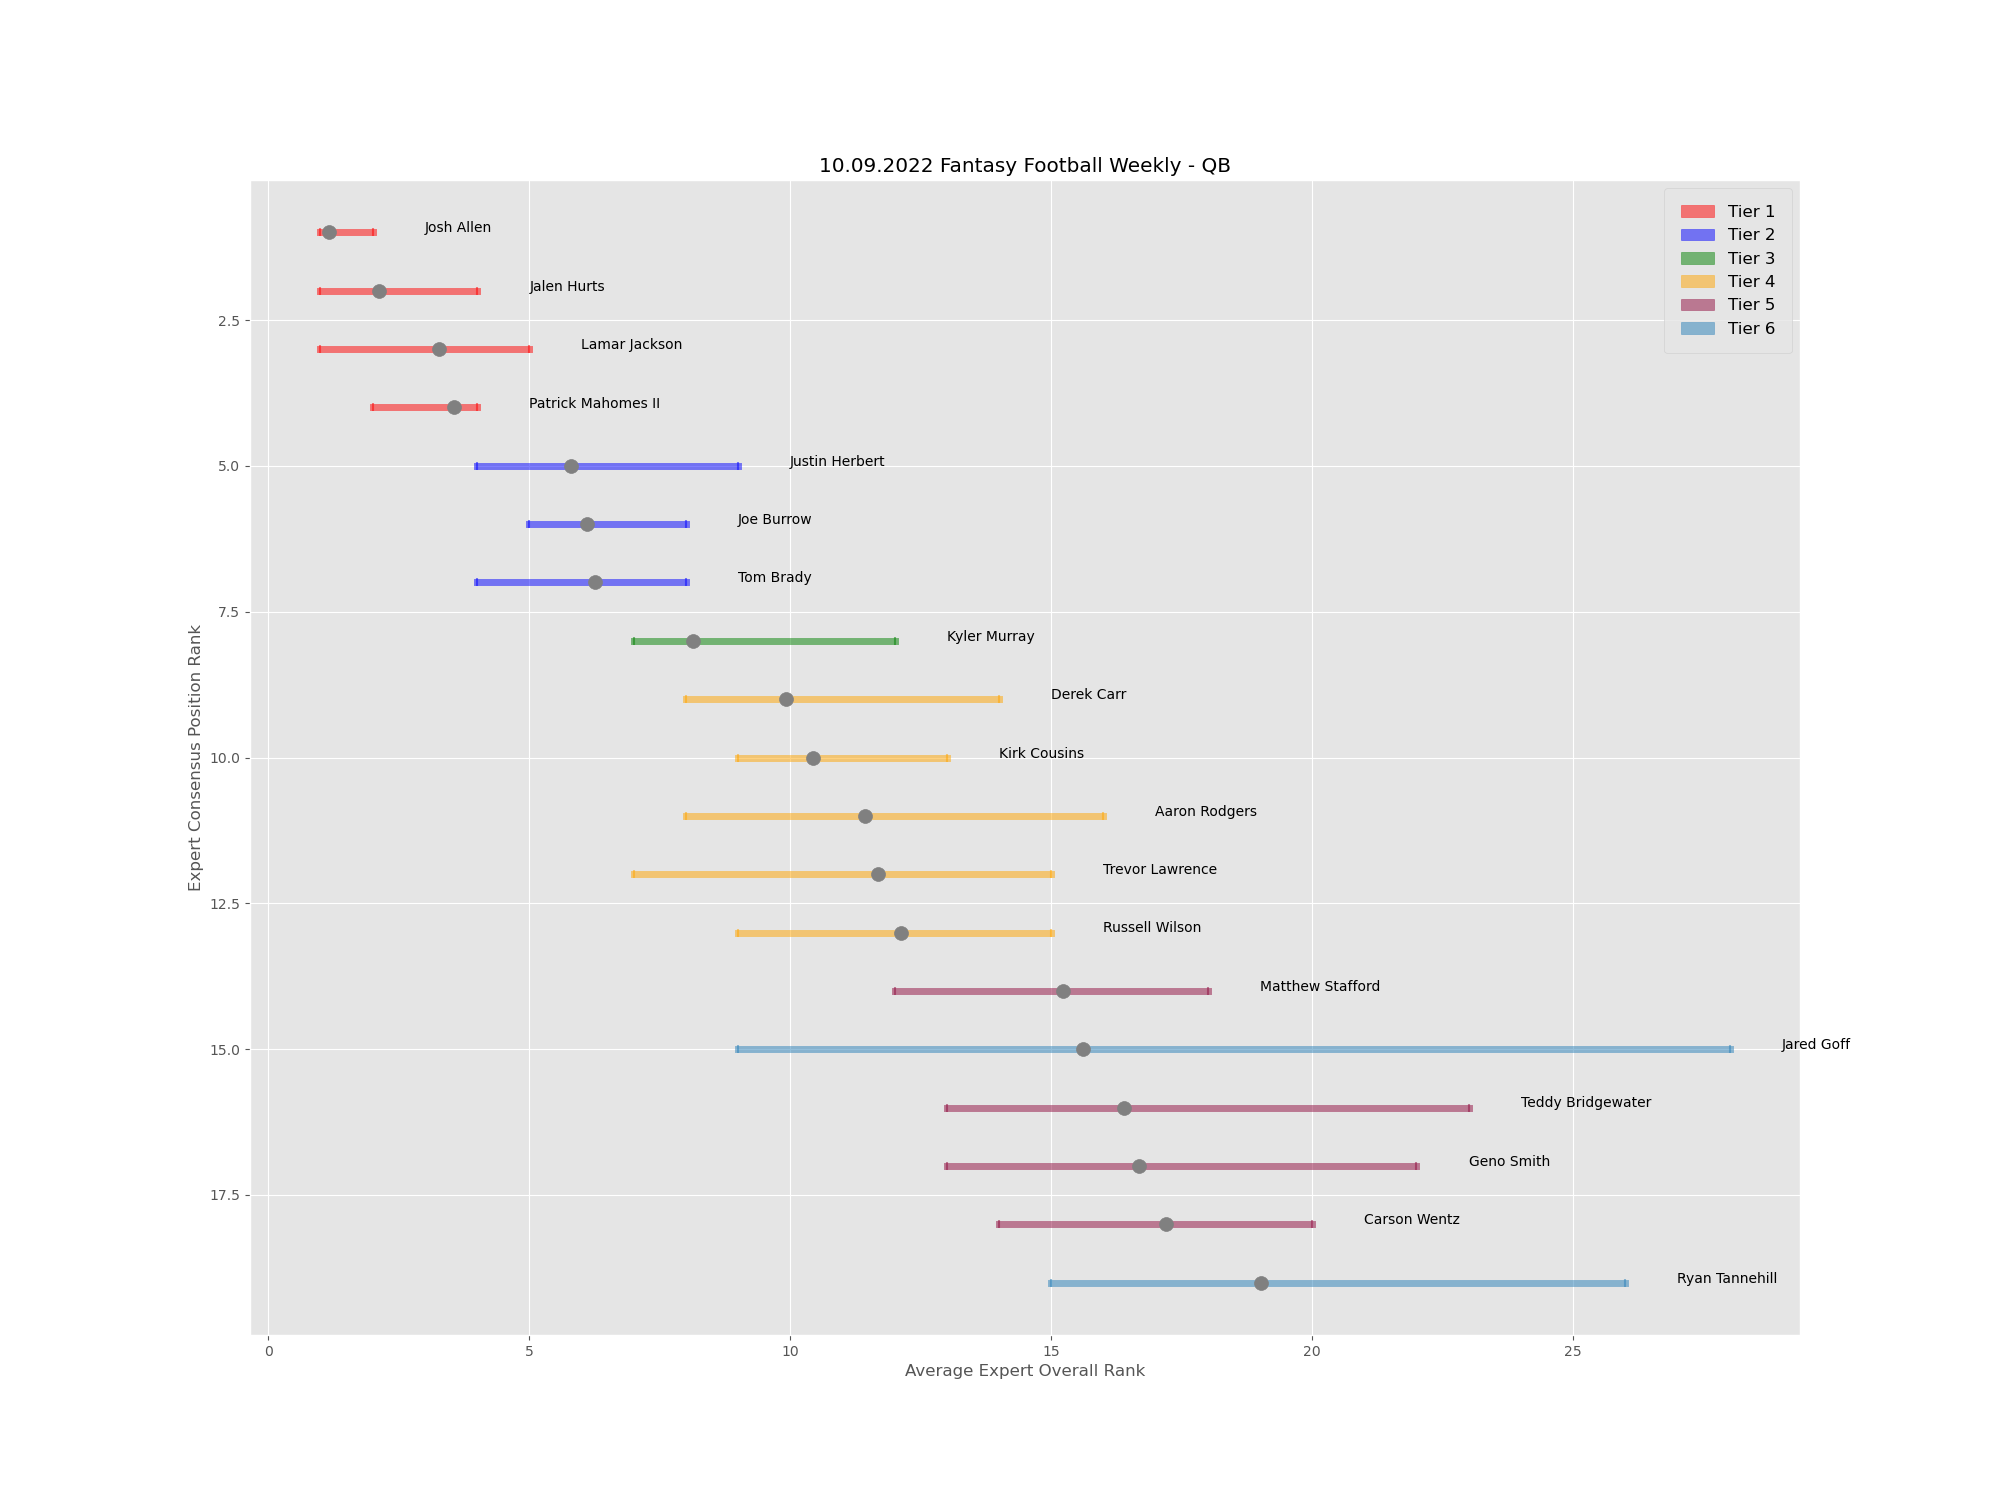 10.09.2022 Fantasy Football Weekly - QB
Tier 1
Tier 2
Tier 3
Tier 4
Tier 5
Tier 6
Josh Allen
Jalen Hurts
2.5
Lamar Jackson
Patrick Mahomes II
5.0
Justin Herbert
Joe Burrow
Tom Brady
7.5
Kyler Murray
Derek Carr
10.0
Kirk Cousins
Aaron Rodgers
Trevor Lawrence
12.5
Russell Wilson
Matthew Stafford
15.0
Jared Goff
Teddy Bridgewater
Geno Smith
17.5
Carson Wentz
Ryan Tannehill
Expert Consensus Position Rank
0 5 10 15 20 25
Average Expert Overall Rank